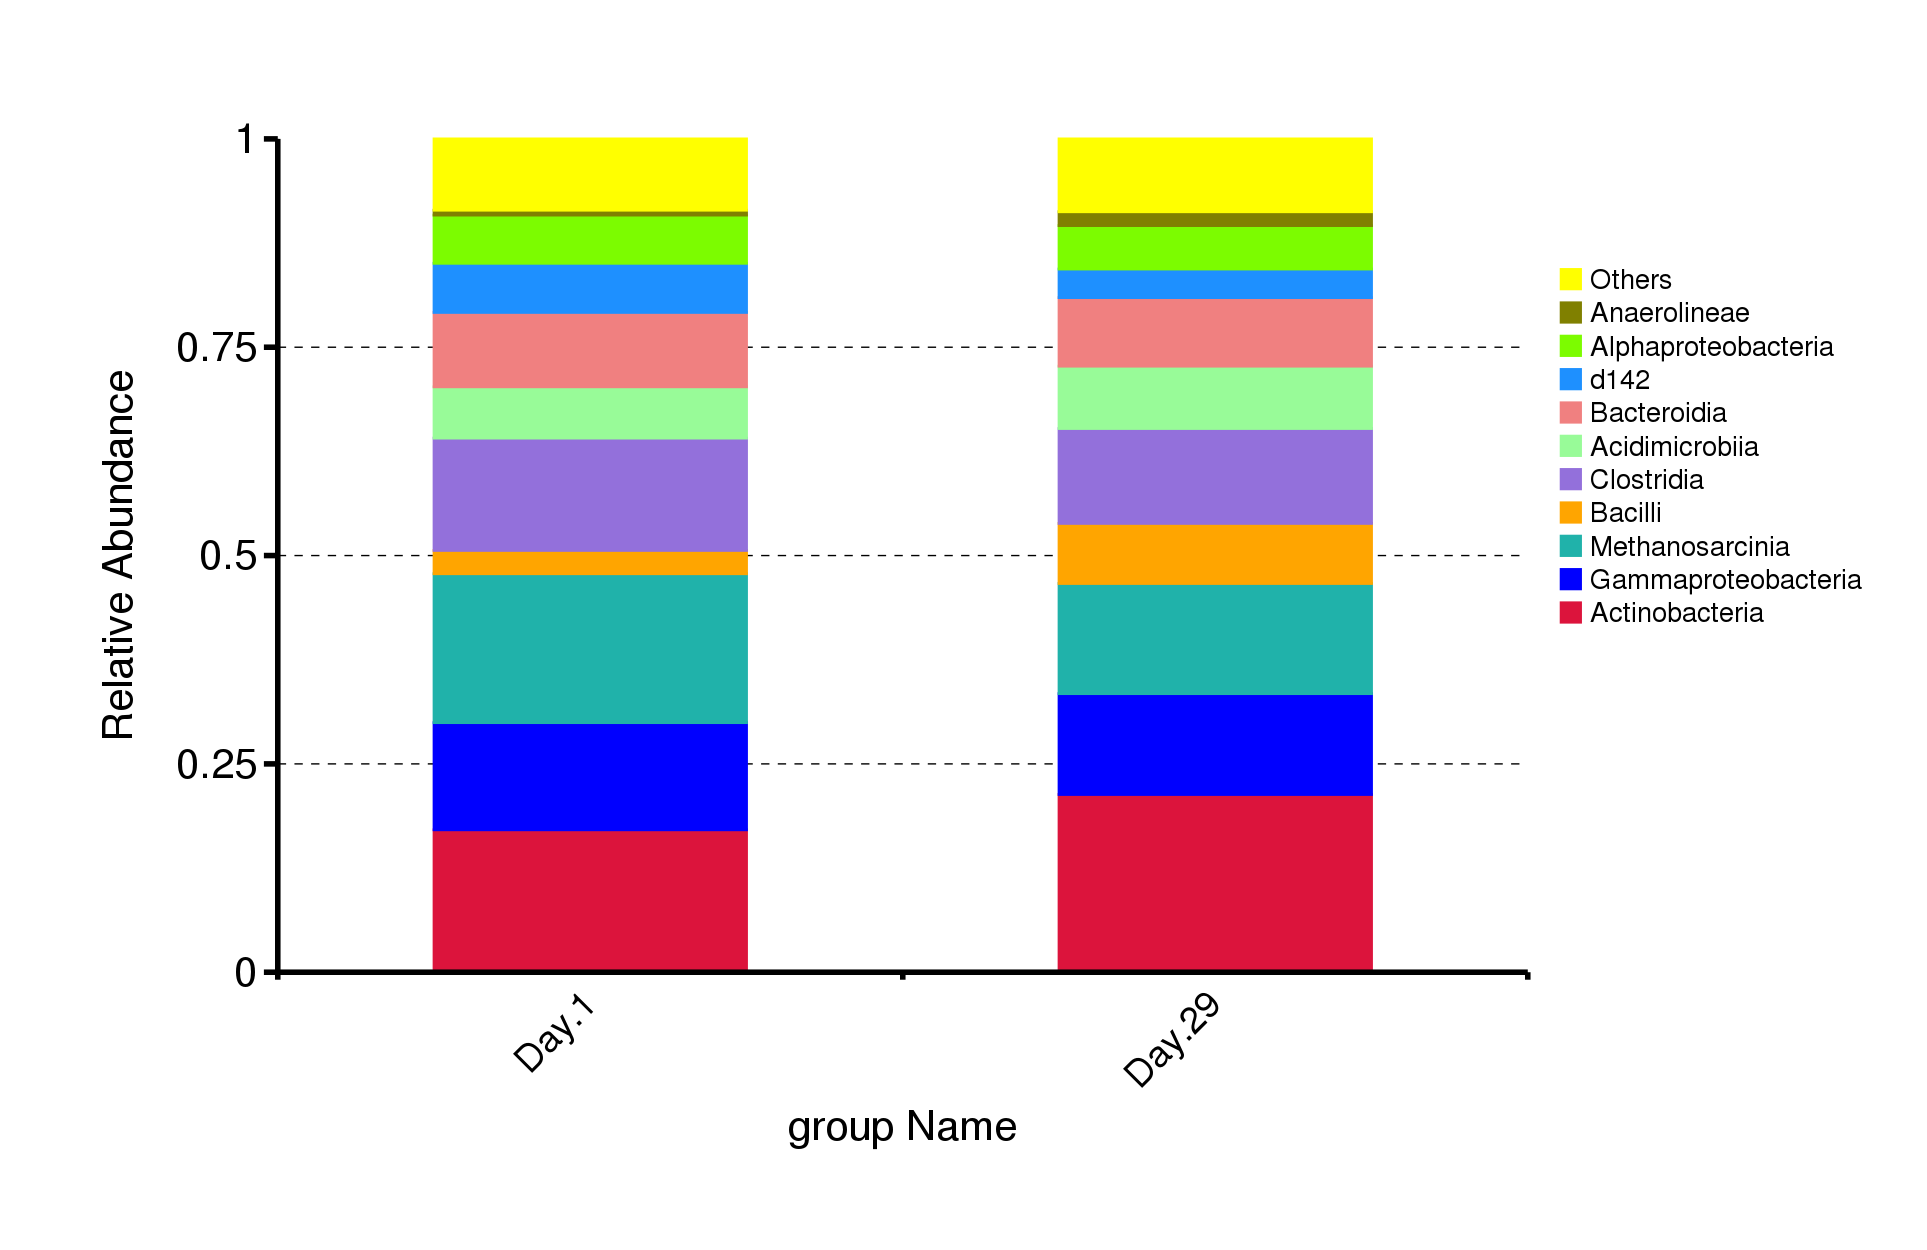 1
0.75
0.5
0.25
0
Relative Abundance
Day.1
Day.29
group Name
Others
Anaerolineae
Alphaproteobacteria
d142
Bacteroidia
Acidimicrobiia
Clostridia
Bacilli
Methanosarcinia
Gammaproteobacteria
Actinobacteria